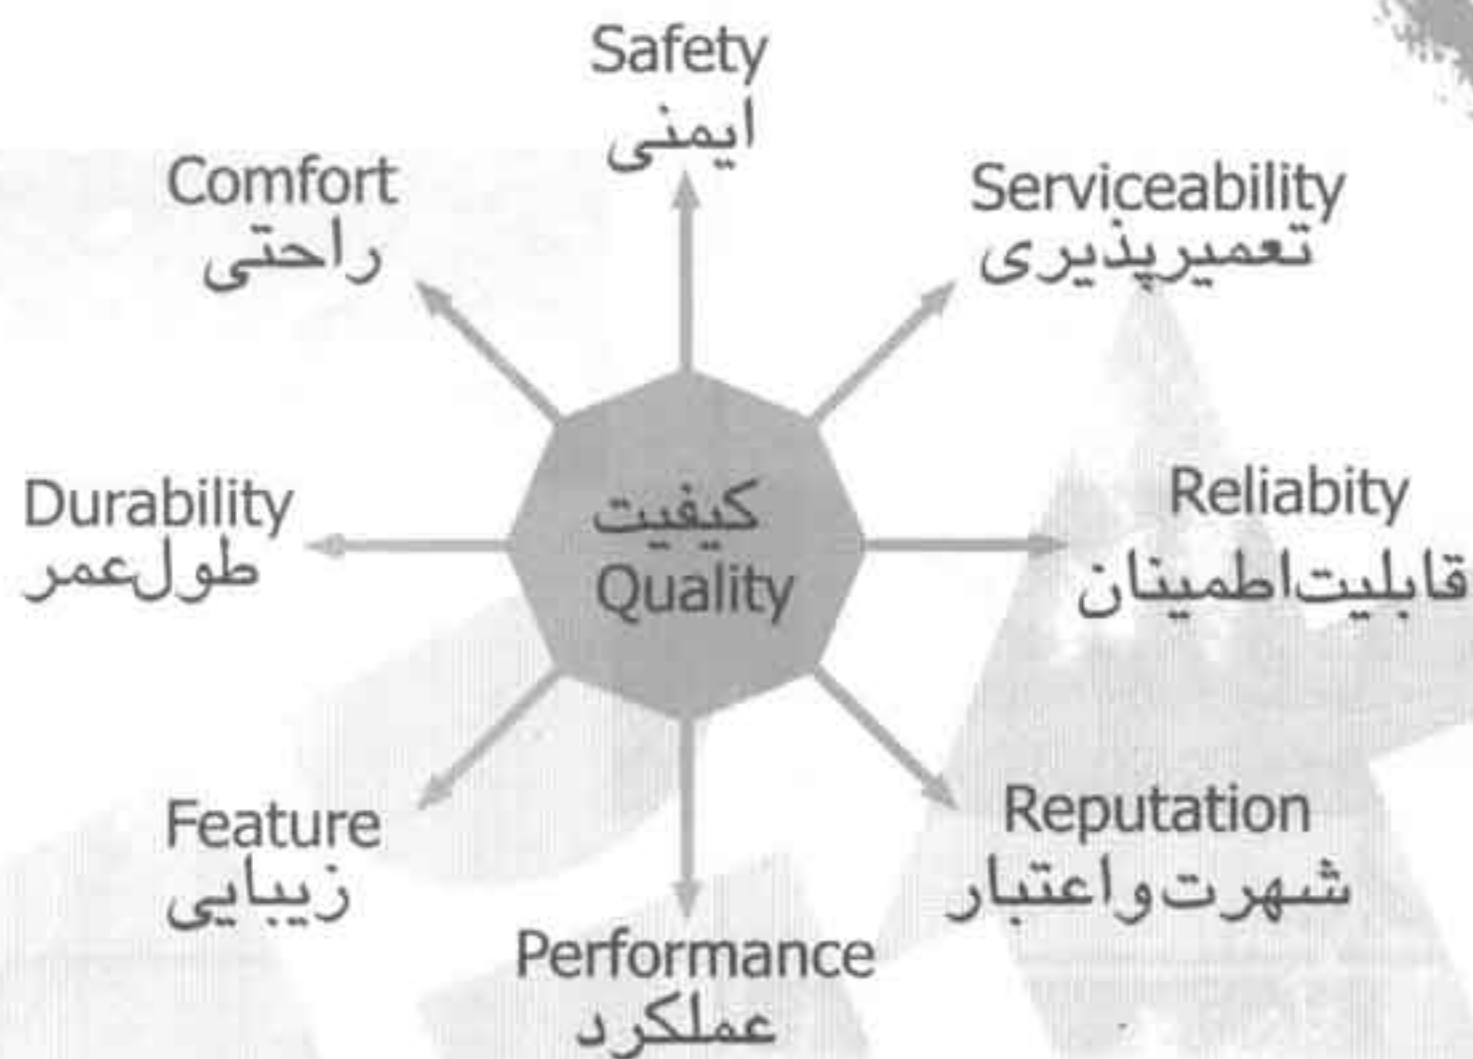 Safety
ایمنی
Comfort
راحتی
Serviceability
تعمیرپذیری
Durability
طول‌عمر
کیفیت
Quality
Reliabity
قابلیت‌اطمینان
Feature
زیبایی
Reputation
شهرت‌واعتبار
Performance
عملکرد